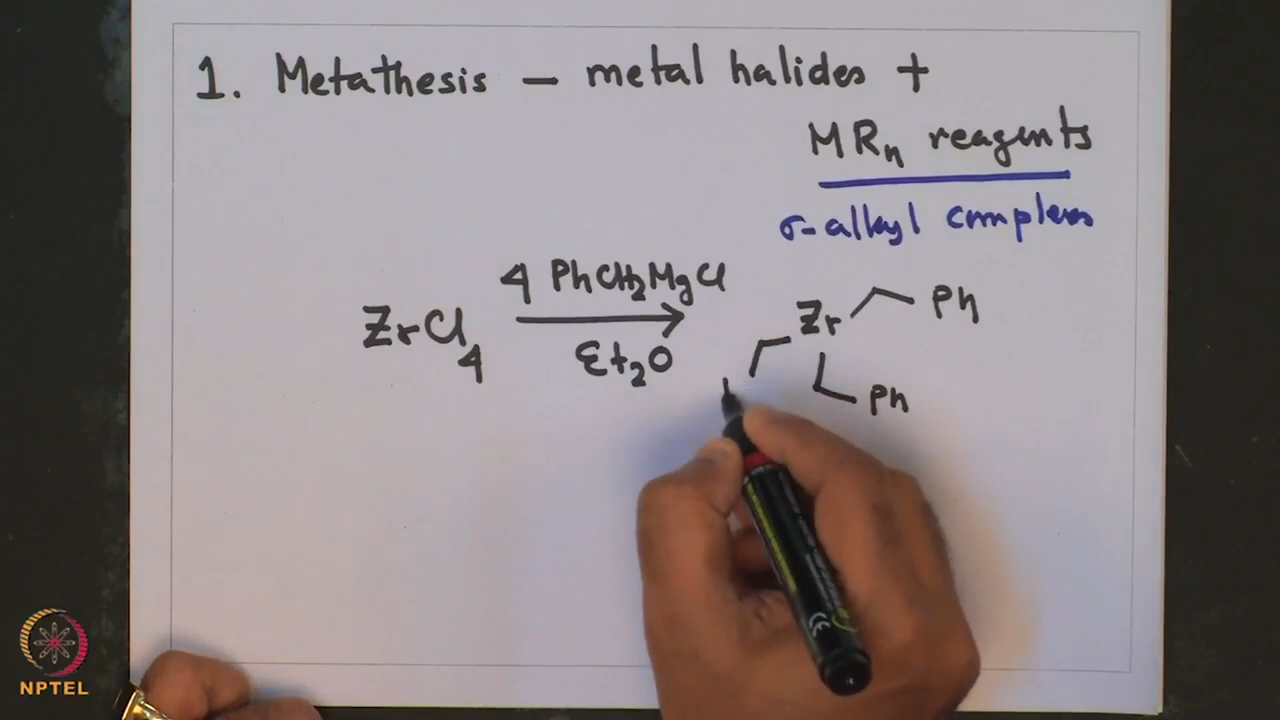 1. Metathesis – metal halides +
MRn reagents
σ-alkyl complexes
4 PhCH2MgCl
ZrCl4
Et2O
Zr
Ph
Ph
NPTEL